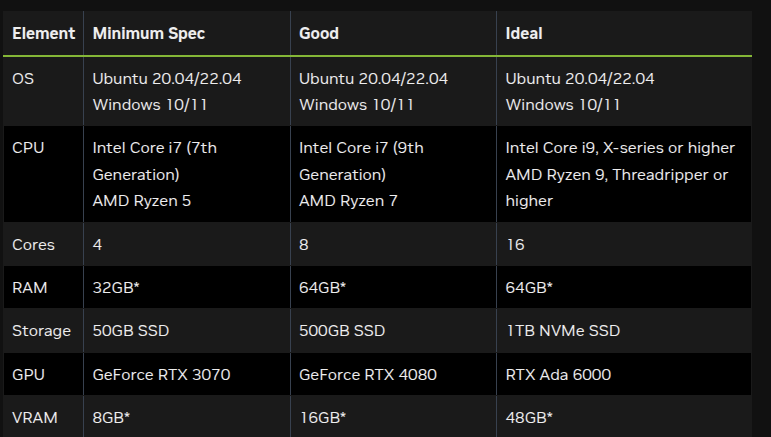 Element Minimum Spec Good Ideal
OS Ubuntu 20.04/22.04 Ubuntu 20.04/22.04 Ubuntu 20.04/22.04
Windows 10/11 Windows 10/11 Windows 10/11
CPU Intel Core i7 (7th Intel Core i7 (9th Intel Core i9, X-series or higher
Generation) Generation) AMD Ryzen 9, Threadripper or
AMD Ryzen 5 AMD Ryzen 7 higher
Cores 4 8 16
RAM 32GB* 64GB* 64GB*
Storage 50GB SSD 500GB SSD 1TB NVMe SSD
GPU GeForce RTX 3070 GeForce RTX 4080 RTX Ada 6000
VRAM 8GB* 16GB* 48GB*